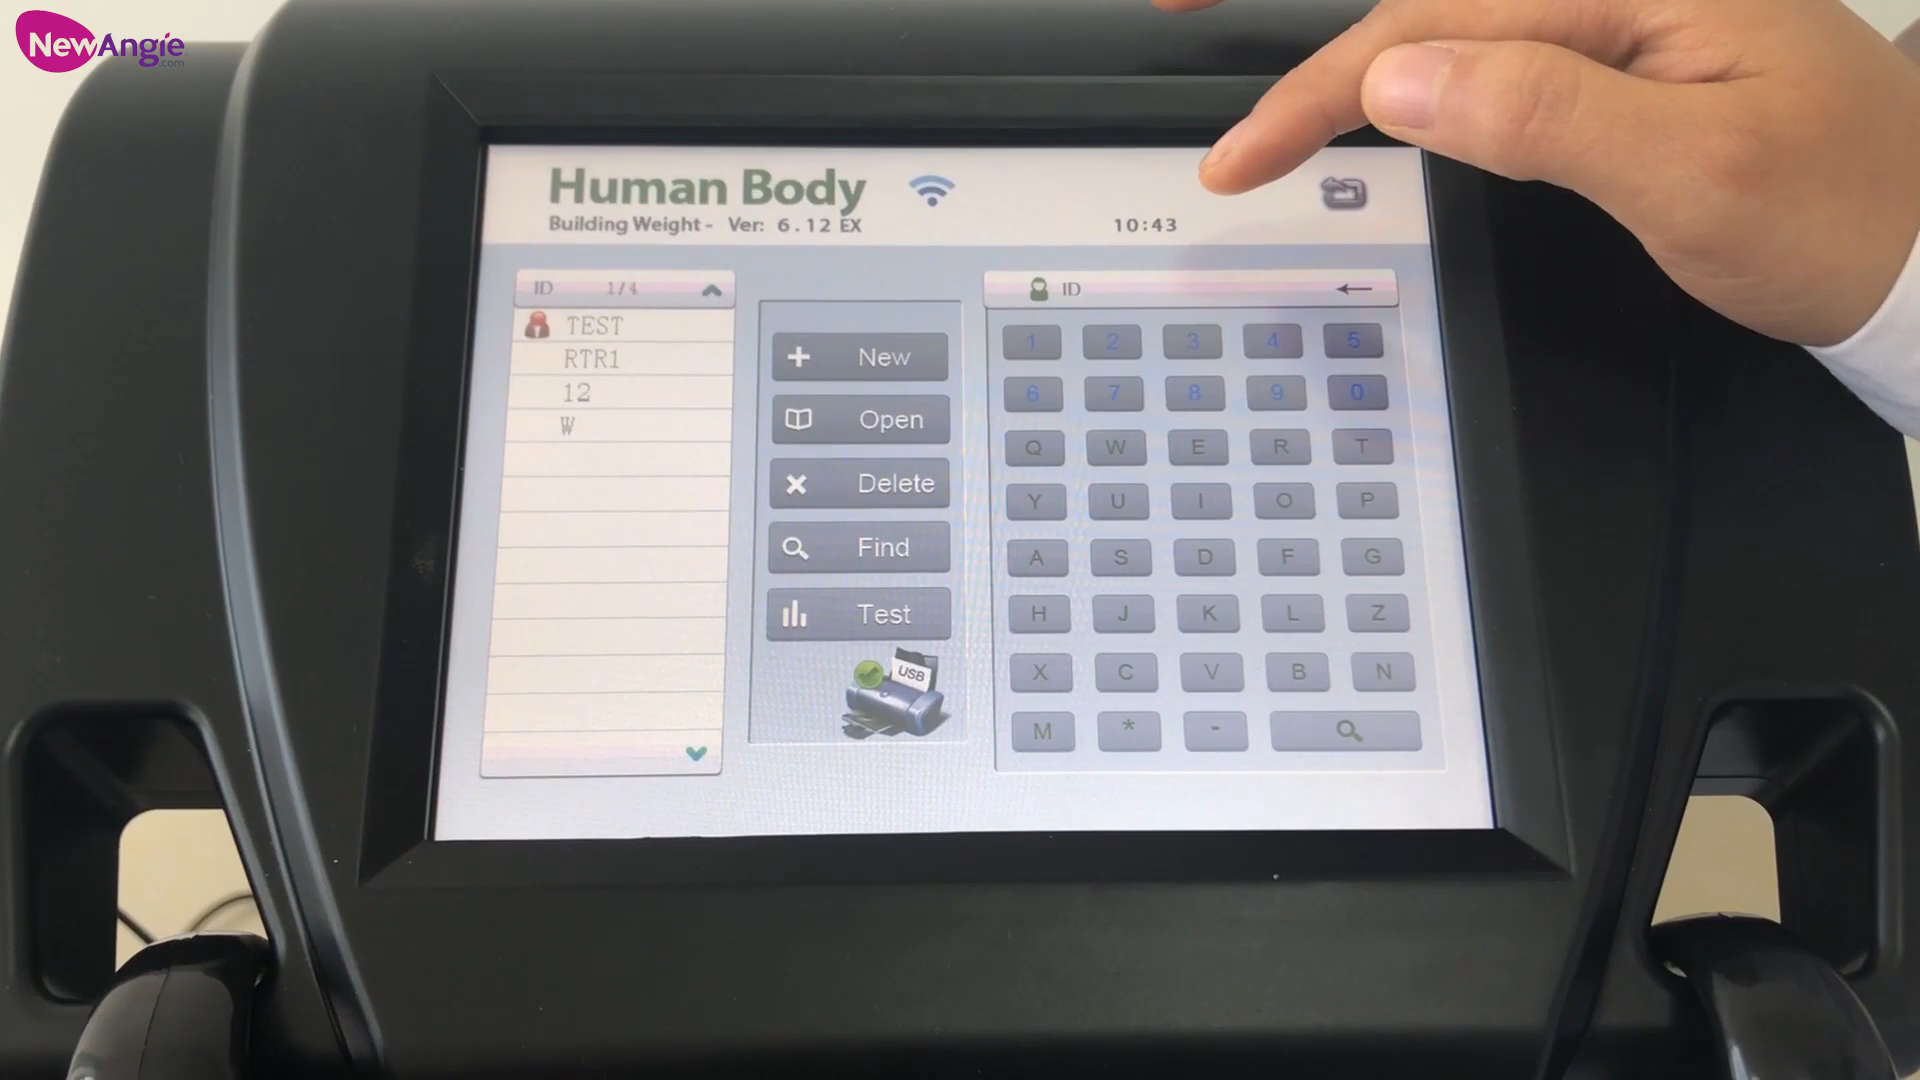 NewAngie
.com
Human Body
Building Weight - Ver: 6.12 EX
10:43
ID 1/4
TEST
RTR1
12
W
New
Open
Delete
Find
Test
USB
ID
1 2 3 4 5
6 7 8 9 0
Q W E R T
Y U I O P
A S D F G
H J K L Z
X C V B N
M * -